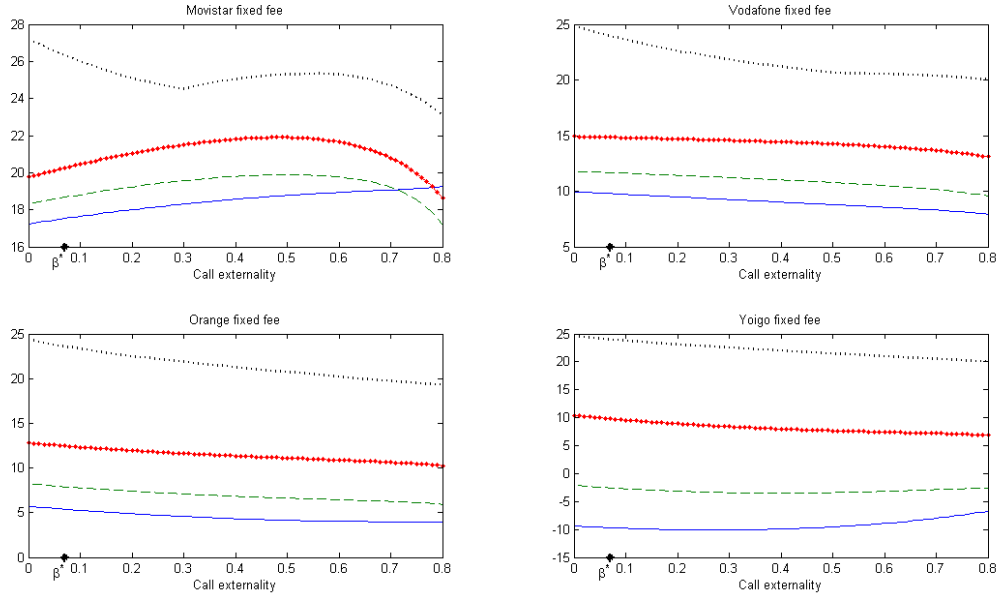 Movistar fixed fee
28
26
24
22
20
18
16
0 0.1 0.2 0.3 0.4 0.5 0.6 0.7 0.8
β*
Call externality
Vodafone fixed fee
25
20
15
10
5
0 0.1 0.2 0.3 0.4 0.5 0.6 0.7 0.8
β*
Call externality
Orange fixed fee
25
20
15
10
5
0
0 0.1 0.2 0.3 0.4 0.5 0.6 0.7 0.8
β*
Call externality
Yoigo fixed fee
25
20
15
10
5
0
-5
-10
-15
0 0.1 0.2 0.3 0.4 0.5 0.6 0.7 0.8
β*
Call externality